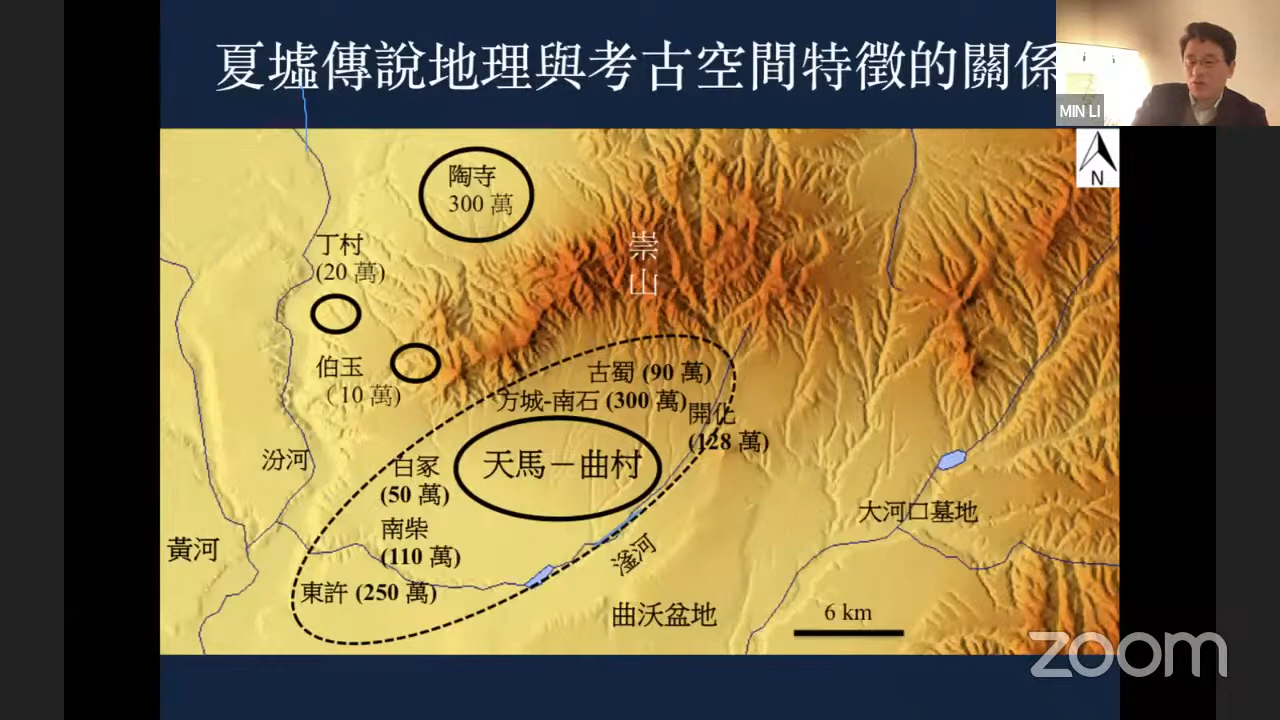 夏墟傳說地理與考古空間特徵的關係
MIN LI
N
陶寺
300 萬
崇山
丁村
(20 萬)
伯玉
（10 萬)
古蜀 (90 萬)
方城-南石 (300 萬)
開化
(128 萬)
天馬－曲村
白冢
(50 萬)
汾河
南柴
(110 萬)
大河口墓地
黃河
滏河
東許 (250 萬)
曲沃盆地
6 km
zoom